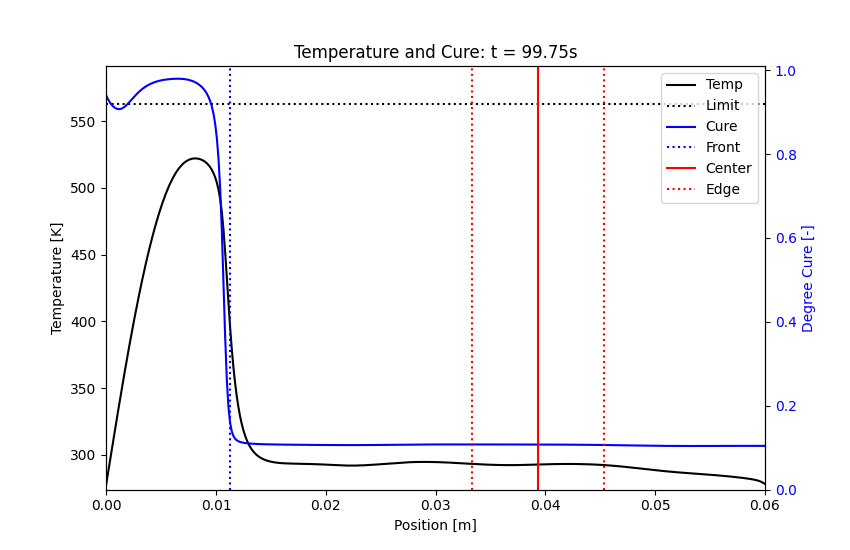 Temperature and Cure: t = 99.75s
Temp
Limit
Cure
Front
Center
Edge
Temperature [K]
550
500
450
400
350
300
Degree Cure [-]
1.0
0.8
0.6
0.4
0.2
0.0
0.00 0.01 0.02 0.03 0.04 0.05 0.06
Position [m]